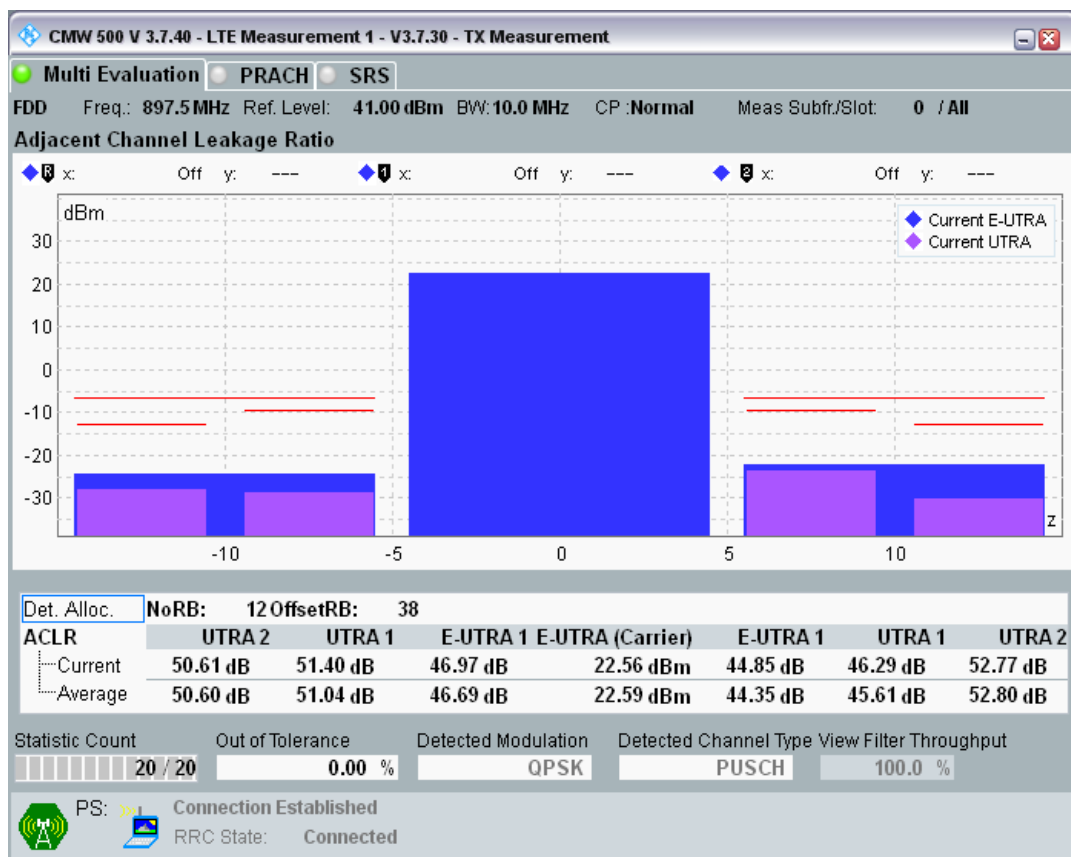 CMW 500 V 3.7.40 - LTE Measurement 1 - V3.7.30 - TX Measurement
Multi Evaluation PRACH SRS
FDD Freq.: 897.5 MHz Ref. Level: 41.00 dBm BW: 10.0 MHz CP :Normal Meas Subfr./Slot: 0 / All
Adjacent Channel Leakage Ratio
R x: Off y: --- 1 x: Off y: --- 2 x: Off y: ---
dBm
Current E-UTRA
Current UTRA
30
20
10
0
-10
-20
-30
z
-10 -5 0 5 10
Det. Alloc. NoRB: 12 OffsetRB: 38
ACLR UTRA 2 UTRA 1 E-UTRA 1 E-UTRA (Carrier) E-UTRA 1 UTRA 1 UTRA 2
Current 50.61 dB 51.40 dB 46.97 dB 22.56 dBm 44.85 dB 46.29 dB 52.77 dB
Average 50.60 dB 51.04 dB 46.69 dB 22.59 dBm 44.35 dB 45.61 dB 52.80 dB
Statistic Count Out of Tolerance Detected Modulation Detected Channel Type View Filter Throughput
20 / 20 0.00 % QPSK PUSCH 100.0 %
PS: Connection Established
RRC State: Connected